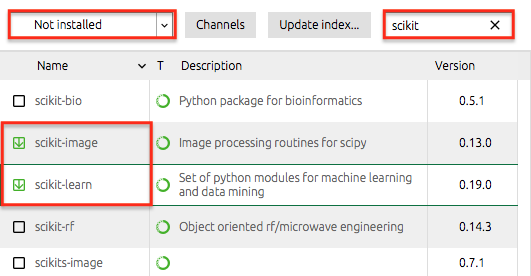 Not installed Channels Update index... scikit
Name T Description Version
scikit-bio Python package for bioinformatics 0.5.1
scikit-image Image processing routines for scipy 0.13.0
scikit-learn Set of python modules for machine learning and data mining 0.19.0
scikit-rf Object oriented rf/microwave engineering 0.14.3
scikits-image 0.7.1